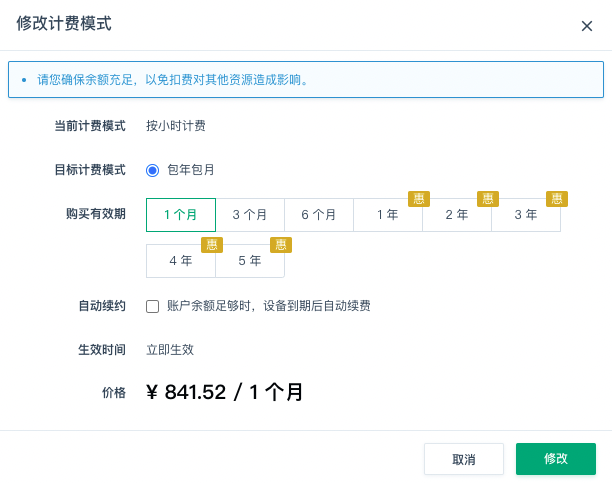 修改计费模式
请您确保余额充足，以免扣费对其他资源造成影响。
当前计费模式 按小时计费
目标计费模式 包年包月
购买有效期 1 个月 3 个月 6 个月 1 年 惠 2 年 惠 3 年 惠
4 年 惠 5 年 惠
自动续约 账户余额足够时，设备到期后自动续费
生效时间 立即生效
价格 ¥ 841.52 / 1 个月
取消 修改